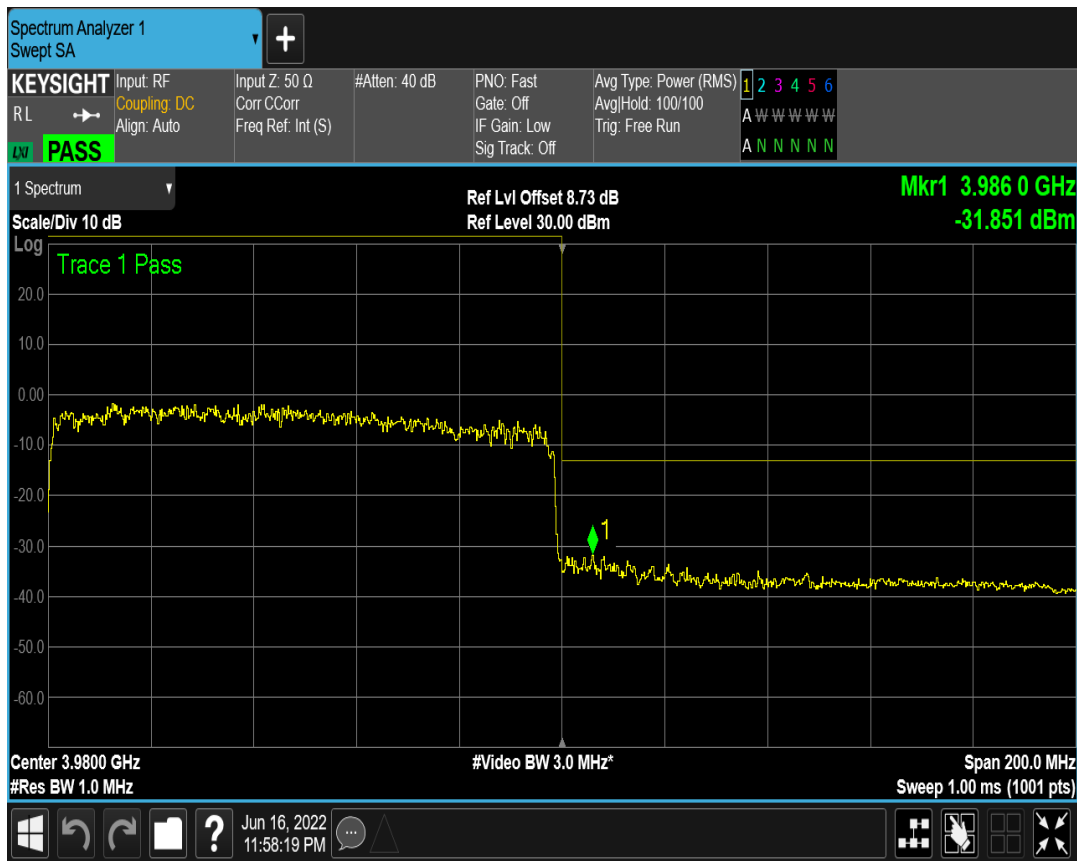 Spectrum Analyzer 1
Swept SA
+
KEYSIGHT Input: RF Input Z: 50 Ω #Atten: 40 dB PNO: Fast Avg Type: Power (RMS) 1 2 3 4 5 6
RL Coupling: DC Corr CCorr Gate: Off Avg|Hold: 100/100 A W W W W W
Align: Auto Freq Ref: Int (S) IF Gain: Low Trig: Free Run
LXI PASS Sig Track: Off A N N N N N
1 Spectrum
Ref Lvl Offset 8.73 dB Mkr1 3.986 0 GHz
Scale/Div 10 dB Ref Level 30.00 dBm -31.851 dBm
Log
Trace 1 Pass
20.0
10.0
0.00
-10.0
-20.0
1
-30.0
-40.0
-50.0
-60.0
Center 3.9800 GHz #Video BW 3.0 MHz* Span 200.0 MHz
#Res BW 1.0 MHz Sweep 1.00 ms (1001 pts)
? Jun 16, 2022
11:58:19 PM